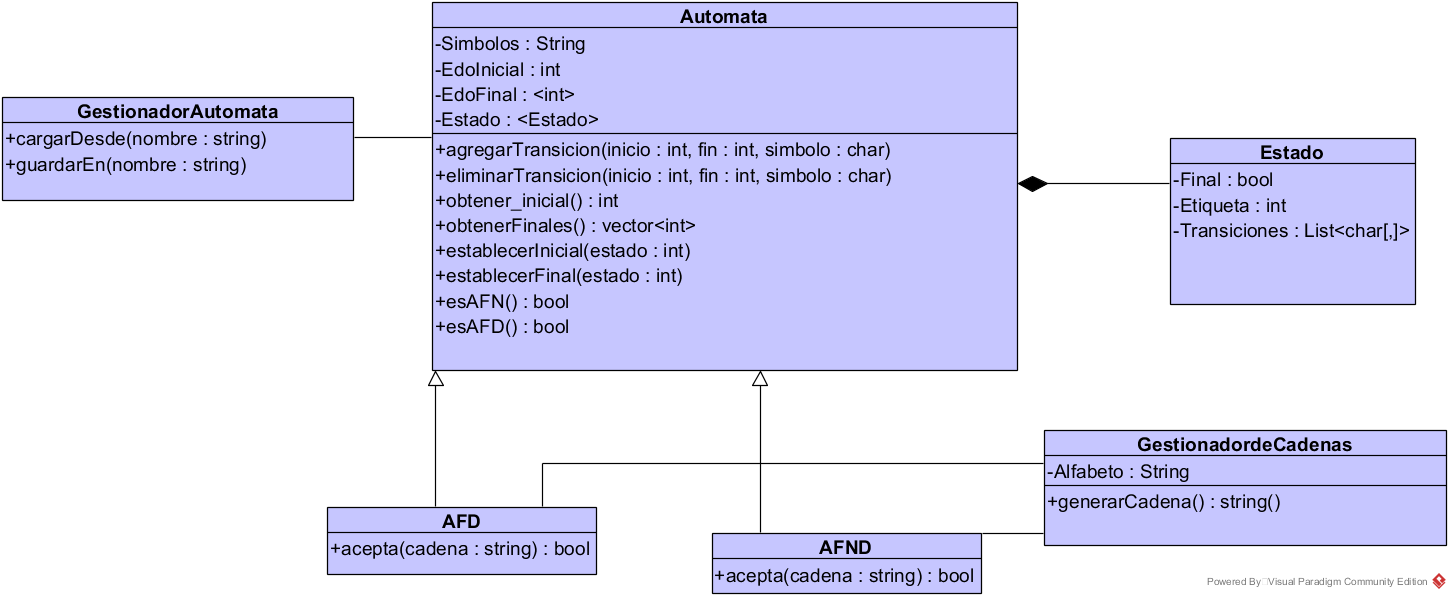 Automata
-Simbolos : String
-EdoInicial : int
-EdoFinal : <int>
-Estado : <Estado>
+agregarTransicion(inicio : int, fin : int, simbolo : char)
+eliminarTransicion(inicio : int, fin : int, simbolo : char)
+obtener_inicial() : int
+obtenerFinales() : vector<int>
+establecerInicial(estado : int)
+establecerFinal(estado : int)
+esAFN() : bool
+esAFD() : bool
GestionadorAutomata
+cargarDesde(nombre : string)
+guardarEn(nombre : string)
Estado
-Final : bool
-Etiqueta : int
-Transiciones : List<char[,]>
GestionadordeCadenas
-Alfabeto : String
+generarCadena() : string()
AFD
+acepta(cadena : string) : bool
AFND
+acepta(cadena : string) : bool
Powered By Visual Paradigm Community Edition